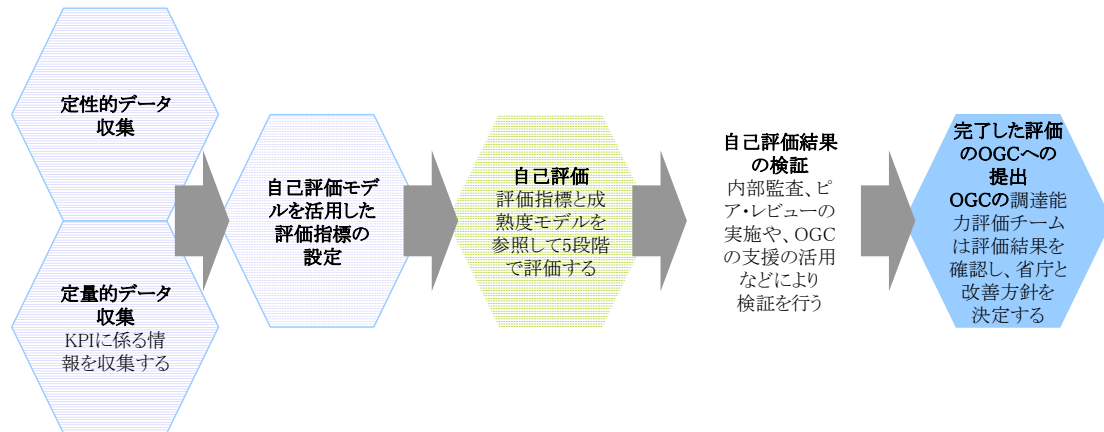 定性的データ
収集
定量的データ
収集
KPIに係る情
報を収集する
自己評価モデ
ルを活用した
評価指標の
設定
自己評価
評価指標と成
熟度モデルを
参照して5段階
で評価する
自己評価結果
の検証
内部監査、ピ
ア・レビューの
実施や、OGC
の支援の活用
などにより
検証を行う
完了した評価
のOGCへの
提出
OGCの調達能
力評価チーム
は評価結果を
確認し、省庁と
改善方針を
決定する